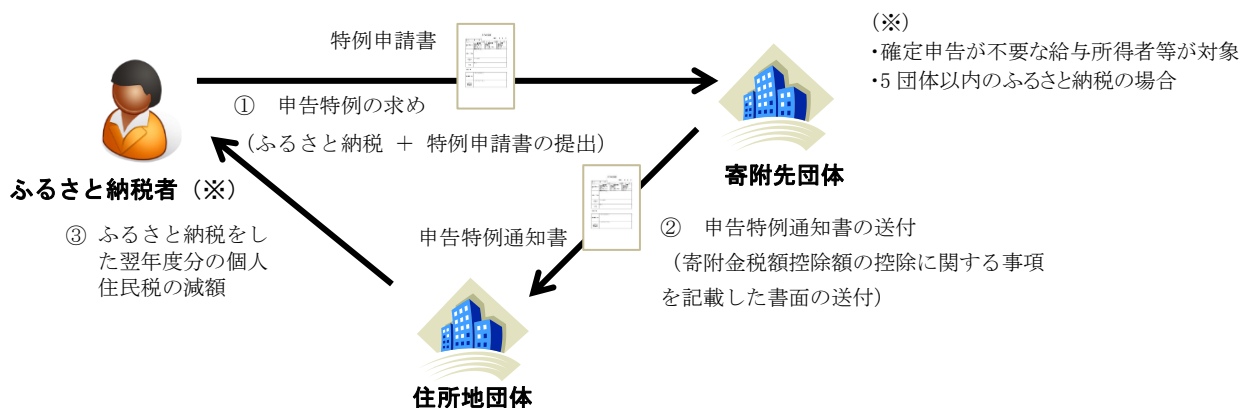 特例申請書
① 申告特例の求め
(ふるさと納税 + 特例申請書の提出)
(※)
・確定申告が不要な給与所得者等が対象
・5 団体以内のふるさと納税の場合
ふるさと納税者(※)
寄附先団体
③ ふるさと納税をし
た翌年度分の個人
住民税の減額
申告特例通知書
② 申告特例通知書の送付
(寄附金税額控除額の控除に関する事項
を記載した書面の送付)
住所地団体